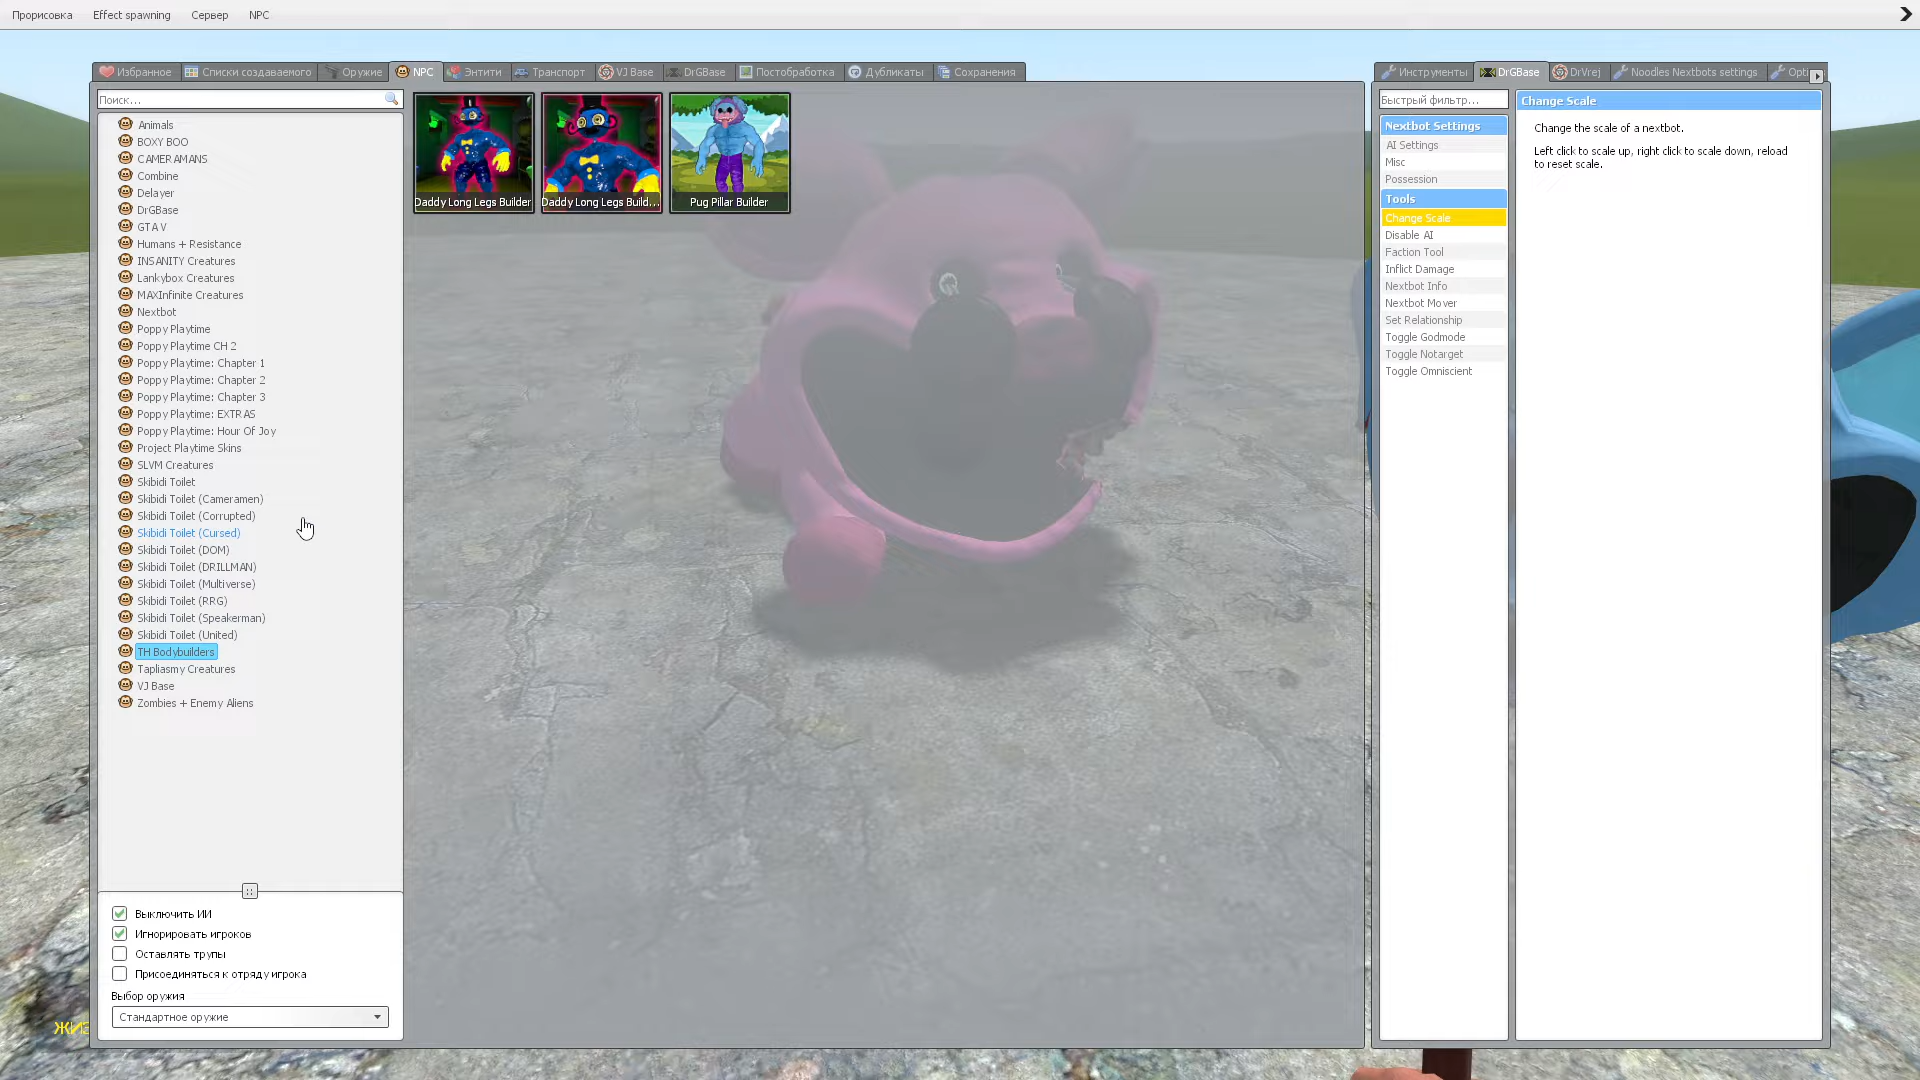 Прорисовка Effect spawning Сервер NPC
Избранное Списки создаваемого Оружие NPC Энтити Транспорт VJ Base DrGBase Постобработка Дубликаты Сохранения
Поиск...
Animals
BOXY BOO
CAMERAMANS
Combine
Delayer
DrGBase
GTA V
Humans + Resistance
INSANITY Creatures
Lankybox Creatures
MAXInfinite Creatures
Nextbot
Poppy Playtime
Poppy Playtime CH 2
Poppy Playtime: Chapter 1
Poppy Playtime: Chapter 2
Poppy Playtime: Chapter 3
Poppy Playtime: EXTRAS
Poppy Playtime: Hour Of Joy
Project Playtime Skins
SLVM Creatures
Skibidi Toilet
Skibidi Toilet (Cameramen)
Skibidi Toilet (Corrupted)
Skibidi Toilet (Cursed)
Skibidi Toilet (DOM)
Skibidi Toilet (DRILLMAN)
Skibidi Toilet (Multiverse)
Skibidi Toilet (RRG)
Skibidi Toilet (Speakerman)
Skibidi Toilet (United)
TH Bodybuilders
Tapliasmy Creatures
VJ Base
Zombies + Enemy Aliens
Выключить ИИ
Игнорировать игроков
Оставлять трупы
Присоединяться к отряду игрока
Выбор оружия
Стандартное оружие
Daddy Long Legs Builder Daddy Long Legs Build... Pug Pillar Builder
Инструменты DrGBase DrVrej Noodles Nextbots settings
Быстрый фильтр...
Nextbot Settings
AI Settings
Misc
Possession
Tools
Change Scale
Disable AI
Faction Tool
Inflict Damage
Nextbot Info
Nextbot Mover
Set Relationship
Toggle Godmode
Toggle Notarget
Toggle Omniscient
Change Scale
Change the scale of a nextbot.
Left click to scale up, right click to scale down, reload
to reset scale.